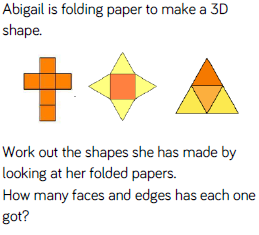 Abigail is folding paper to make a 3D
shape.
Work out the shapes she has made by
looking at her folded papers.
How many faces and edges has each one
got?